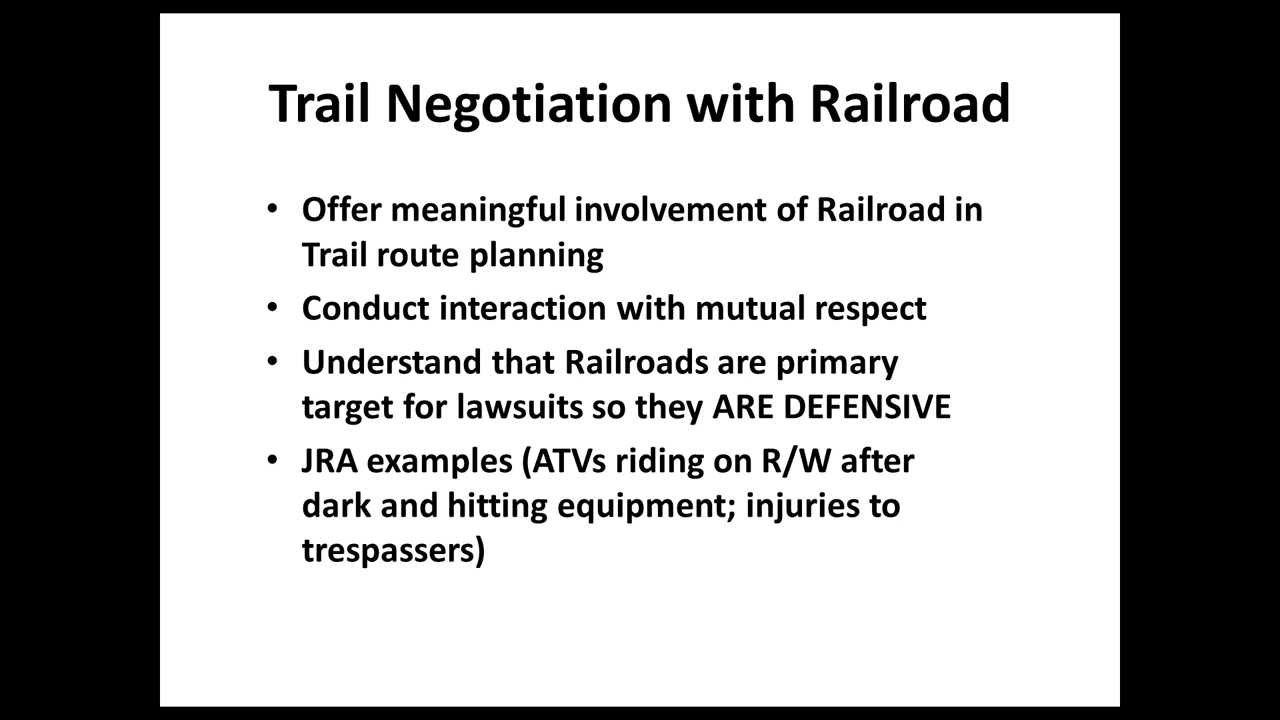 Trail Negotiation with Railroad
• Offer meaningful involvement of Railroad in
Trail route planning
• Conduct interaction with mutual respect
• Understand that Railroads are primary
target for lawsuits so they ARE DEFENSIVE
• JRA examples (ATVs riding on R/W after
dark and hitting equipment; injuries to
trespassers)